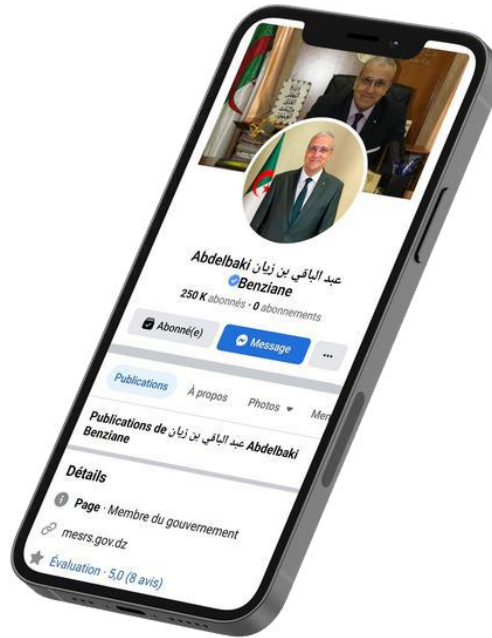 عبد الباقي بن زيان Abdelbaki
Benziane
250 K abonnés · 0 abonnements
Abonné(e)
Message
Publications
À propos
Photos
Publications de عبد الباقي بن زيان Abdelbaki
Benziane
Détails
Page · Membre du gouvernement
mesrs.gov.dz
Évaluation · 5,0 (8 avis)